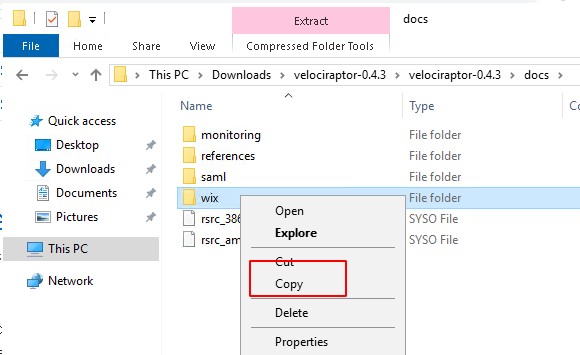 Extract
docs
File
Home
Share
View
Compressed Folder Tools
This PC > Downloads > velociraptor-0.4.3 > velociraptor-0.4.3 > docs >
Name
Type
Quick access
Desktop
Downloads
Documents
Pictures
This PC
Network
monitoring
File folder
references
File folder
saml
File folder
wix
File folder
rsrc_386
SYSO File
rsrc_am
SYSO File
Open
Explore
Cut
Copy
Delete
Properties